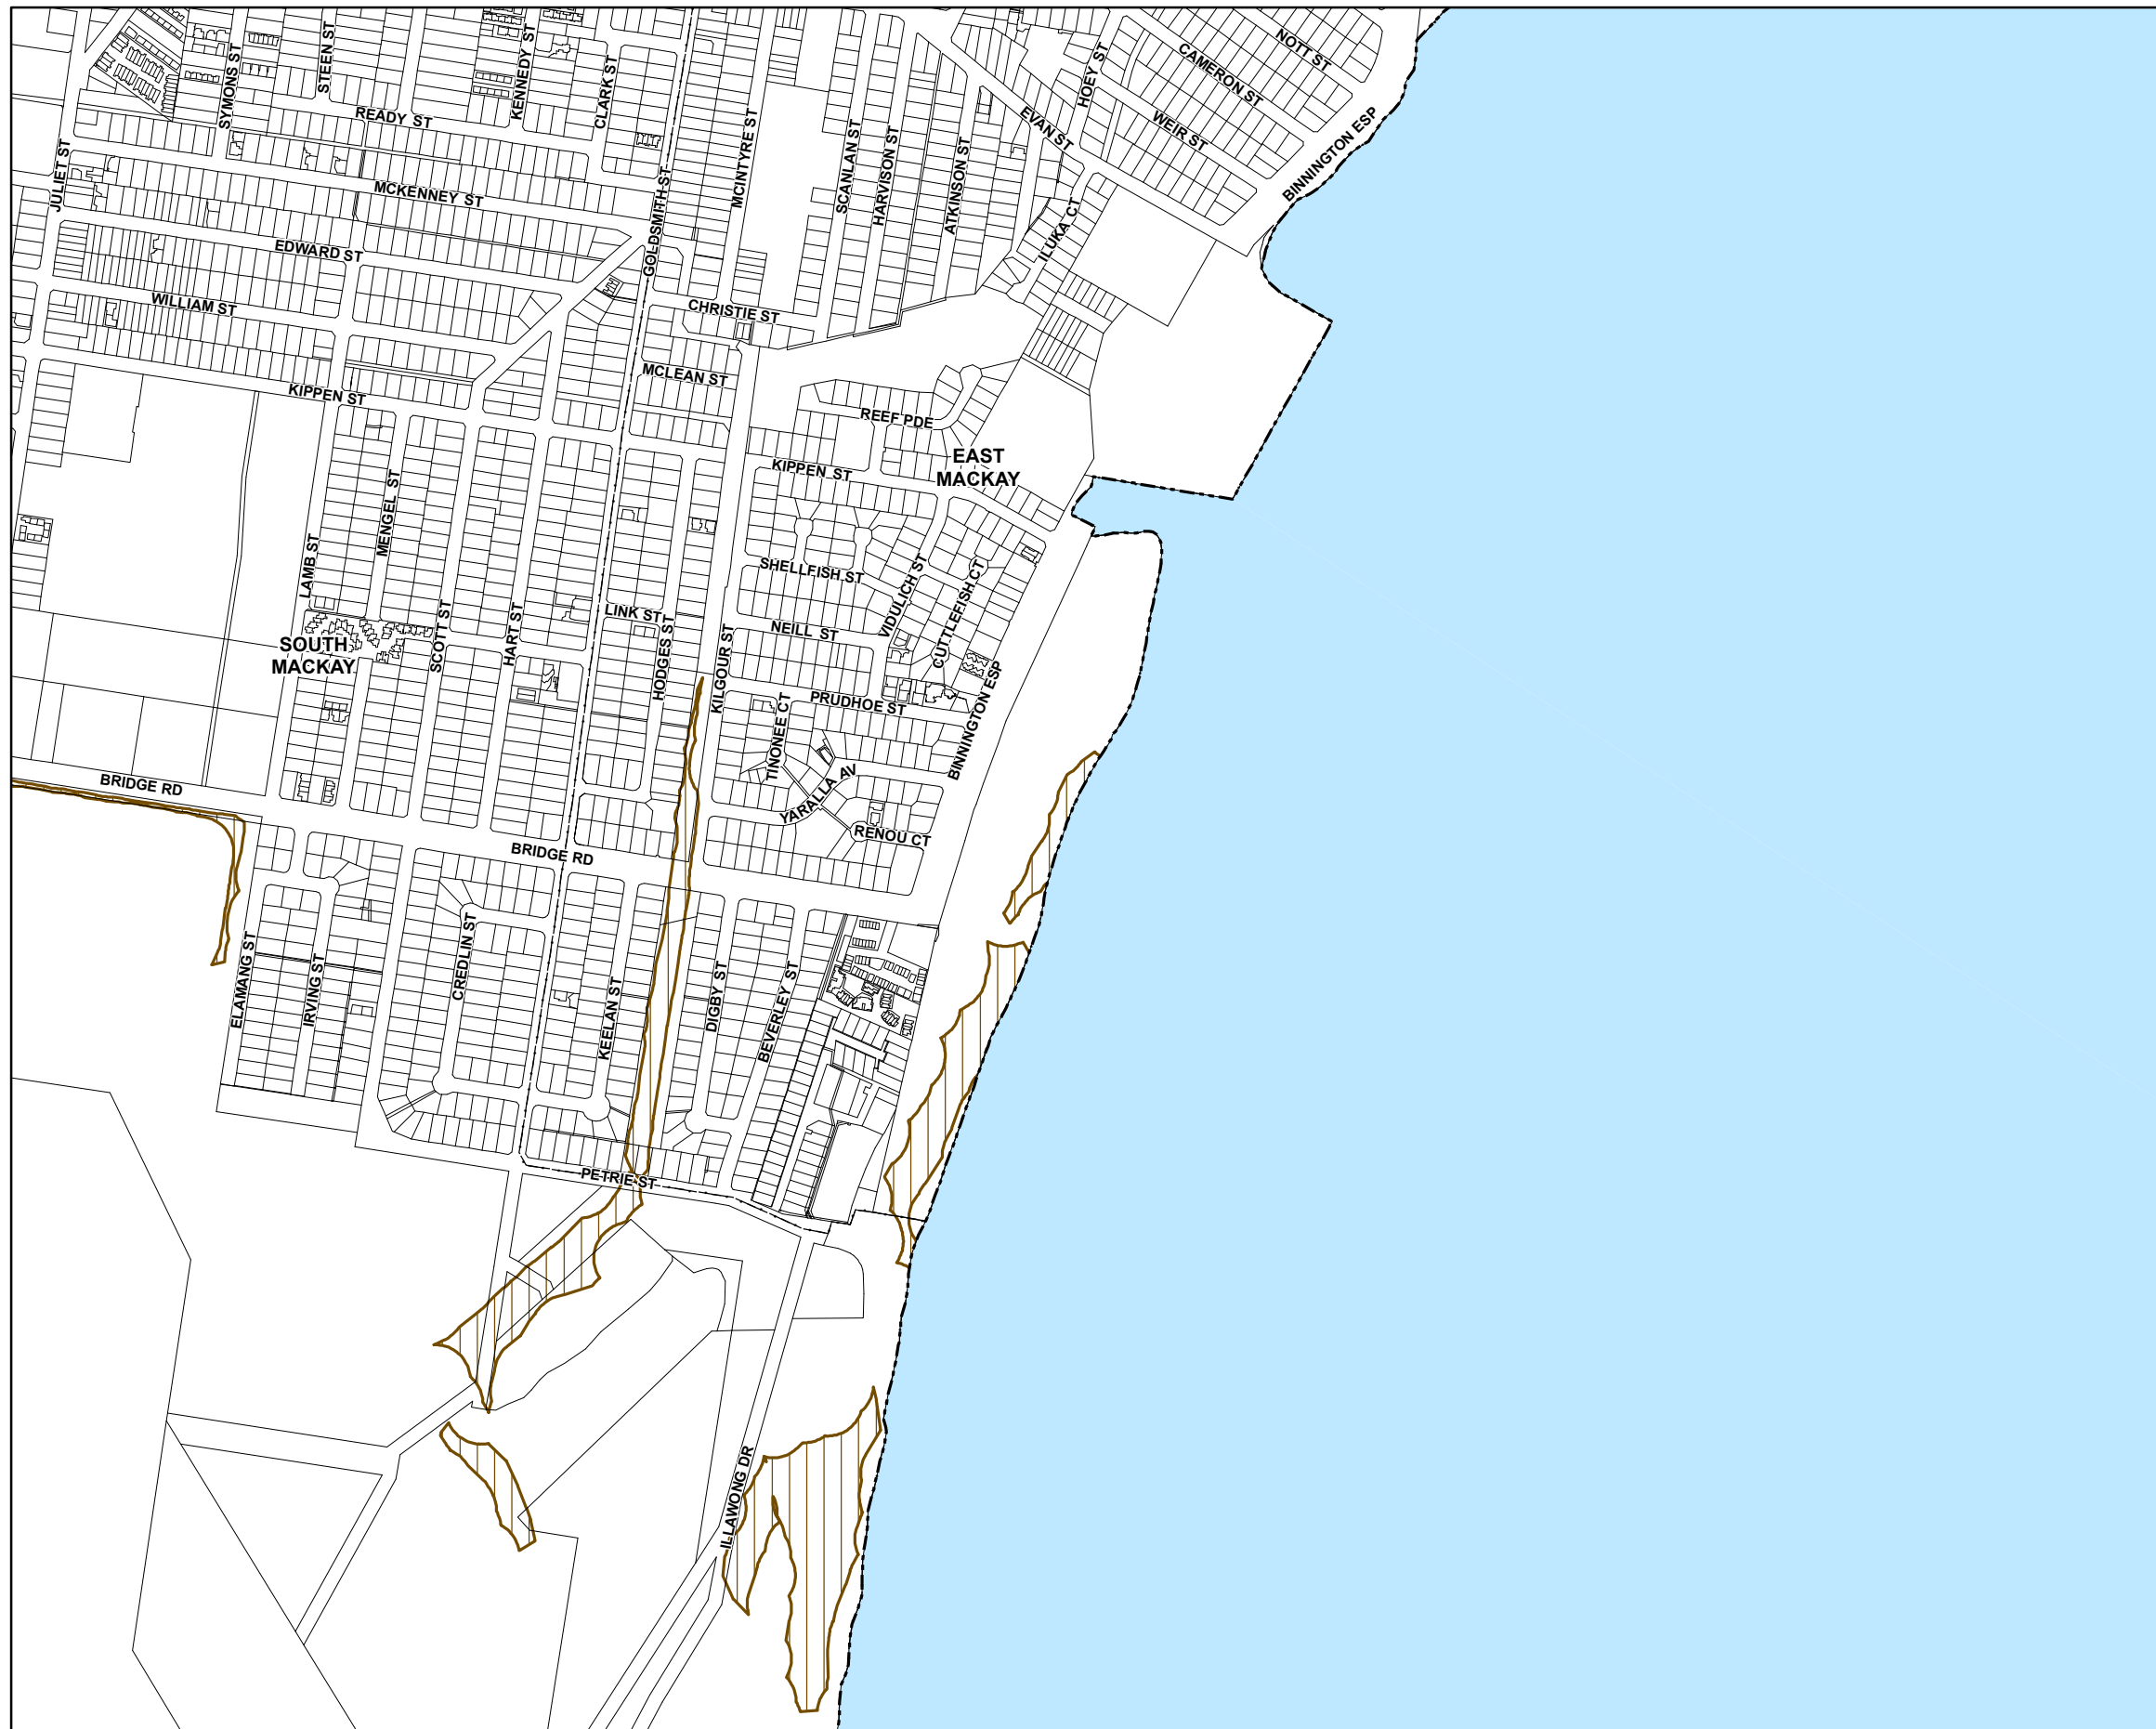 STEEN ST
SYMONS ST
KENNEDY ST
CLARK ST
NOTT ST
CAMERON ST
HOEY ST
READY ST
EVAN ST
WEIR ST
BINNINGTON ESP
JULIET ST
MCINTYRE ST
SCANLAN ST
HARVISON ST
ATKINSON ST
MCKENNEY ST
GOLDSMITH ST
ILUKA CT
EDWARD ST
WILLIAM ST
CHRISTIE ST
MCLEAN ST
KIPPEN ST
REEF PDE
EAST
MACKAY
KIPPEN ST
MENGEL ST
LAMB ST
SHELLFISH ST
VIDULICH ST
CUTTLEFISH CT
LINK ST
NEILL ST
SCOTT ST
HART ST
HODGES ST
KILGOUR ST
SOUTH
MACKAY
PRUDHOE ST
TINONEE CT
BINNINGTON ESP
BRIDGE RD
YARALLA AV
RENOU CT
BRIDGE RD
ELAMANG ST
IRVING ST
CREDLIN ST
KEELAN ST
DIGBY ST
BEVERLEY ST
PETRIE ST
ILLAWONG DR